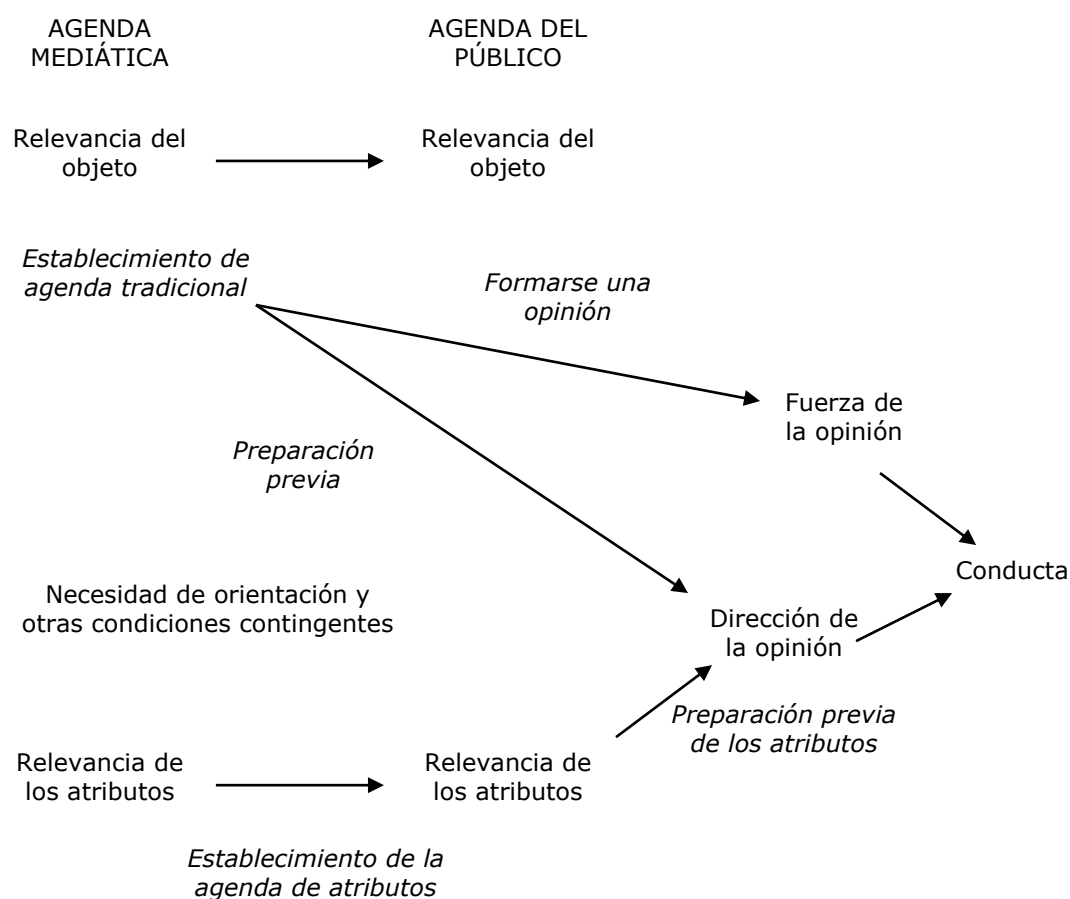 AGENDA
MEDIÁTICA
AGENDA DEL
PÚBLICO
Relevancia del
objeto
Relevancia del
objeto
Establecimiento de
agenda tradicional
Formarse una
opinión
Fuerza de
la opinión
Preparación
previa
Conducta
Necesidad de orientación y
otras condiciones contingentes
Dirección de
la opinión
Preparación previa
de los atributos
Relevancia de
los atributos
Relevancia de
los atributos
Establecimiento de la
agenda de atributos